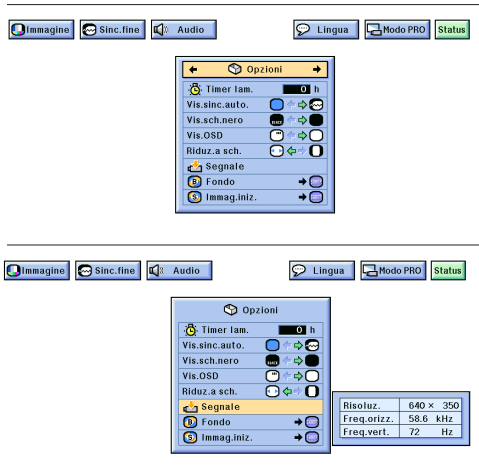 Immagine Sinc.fine Audio Lingua Modo PRO Status
Opzioni
Timer lam. 0 h
Vis.sinc.auto.
Vis.sch.nero
Vis.OSD
Riduz.a sch.
Segnale
B Fondo
S Immag.iniz.
Immagine Sinc.fine Audio Lingua Modo PRO Status
Opzioni
Timer lam. 0 h
Vis.sinc.auto.
Vis.sch.nero
Vis.OSD
Riduz.a sch.
Segnale
B Fondo
S Immag.iniz.
Risoluz. 640 × 350
Freq.orizz. 58.6 kHz
Freq.vert. 72 Hz